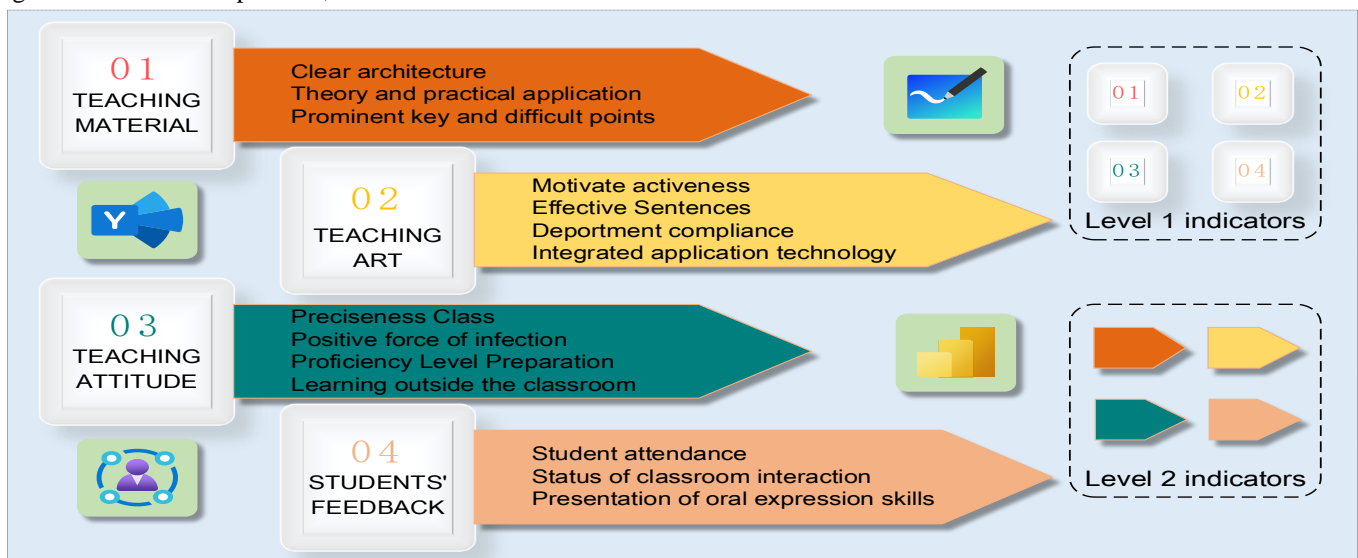 01
TEACHING
MATERIAL
Clear architecture
Theory and practical application
Prominent key and difficult points
02
TEACHING
ART
Motivate activeness
Effective Sentences
Deportment compliance
Integrated application technology
03
TEACHING
ATTITUDE
Preciseness Class
Positive force of infection
Proficiency Level Preparation
Learning outside the classroom
04
STUDENTS'
FEEDBACK
Student attendance
Status of classroom interaction
Presentation of oral expression skills
Y
01 02
03 04
Level 1 indicators
Level 2 indicators